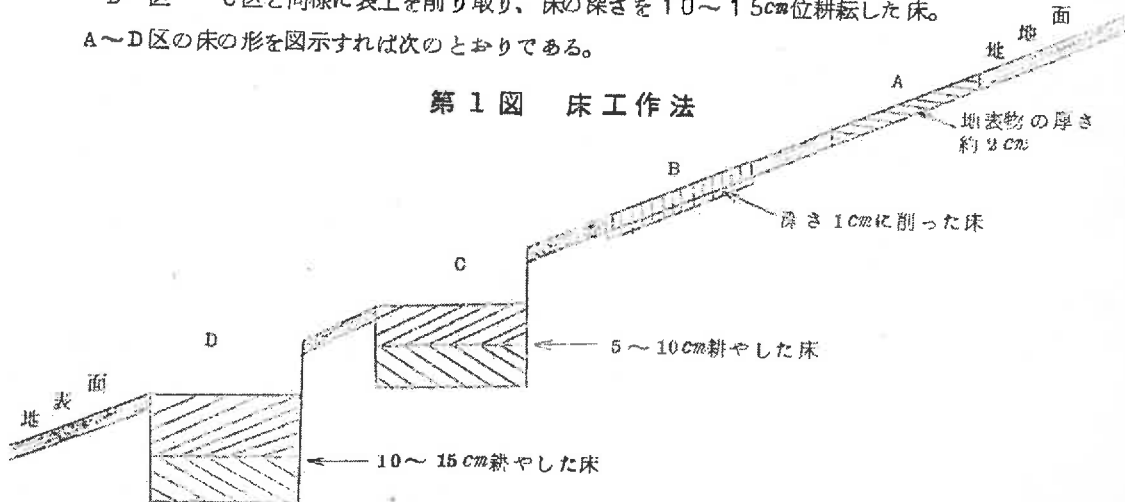 D 区 C区と同様に表土を削り取り、床の深さを10～15cm位耕耘した床。
A～D区の床の形を図示すれば次のとおりである。
第1図 床工作法
地 地 面
A
地表物の厚さ
約2cm
B
深さ1cmに削った床
C
5～10cm耕やした床
D
地 表 面
10～15cm耕やした床